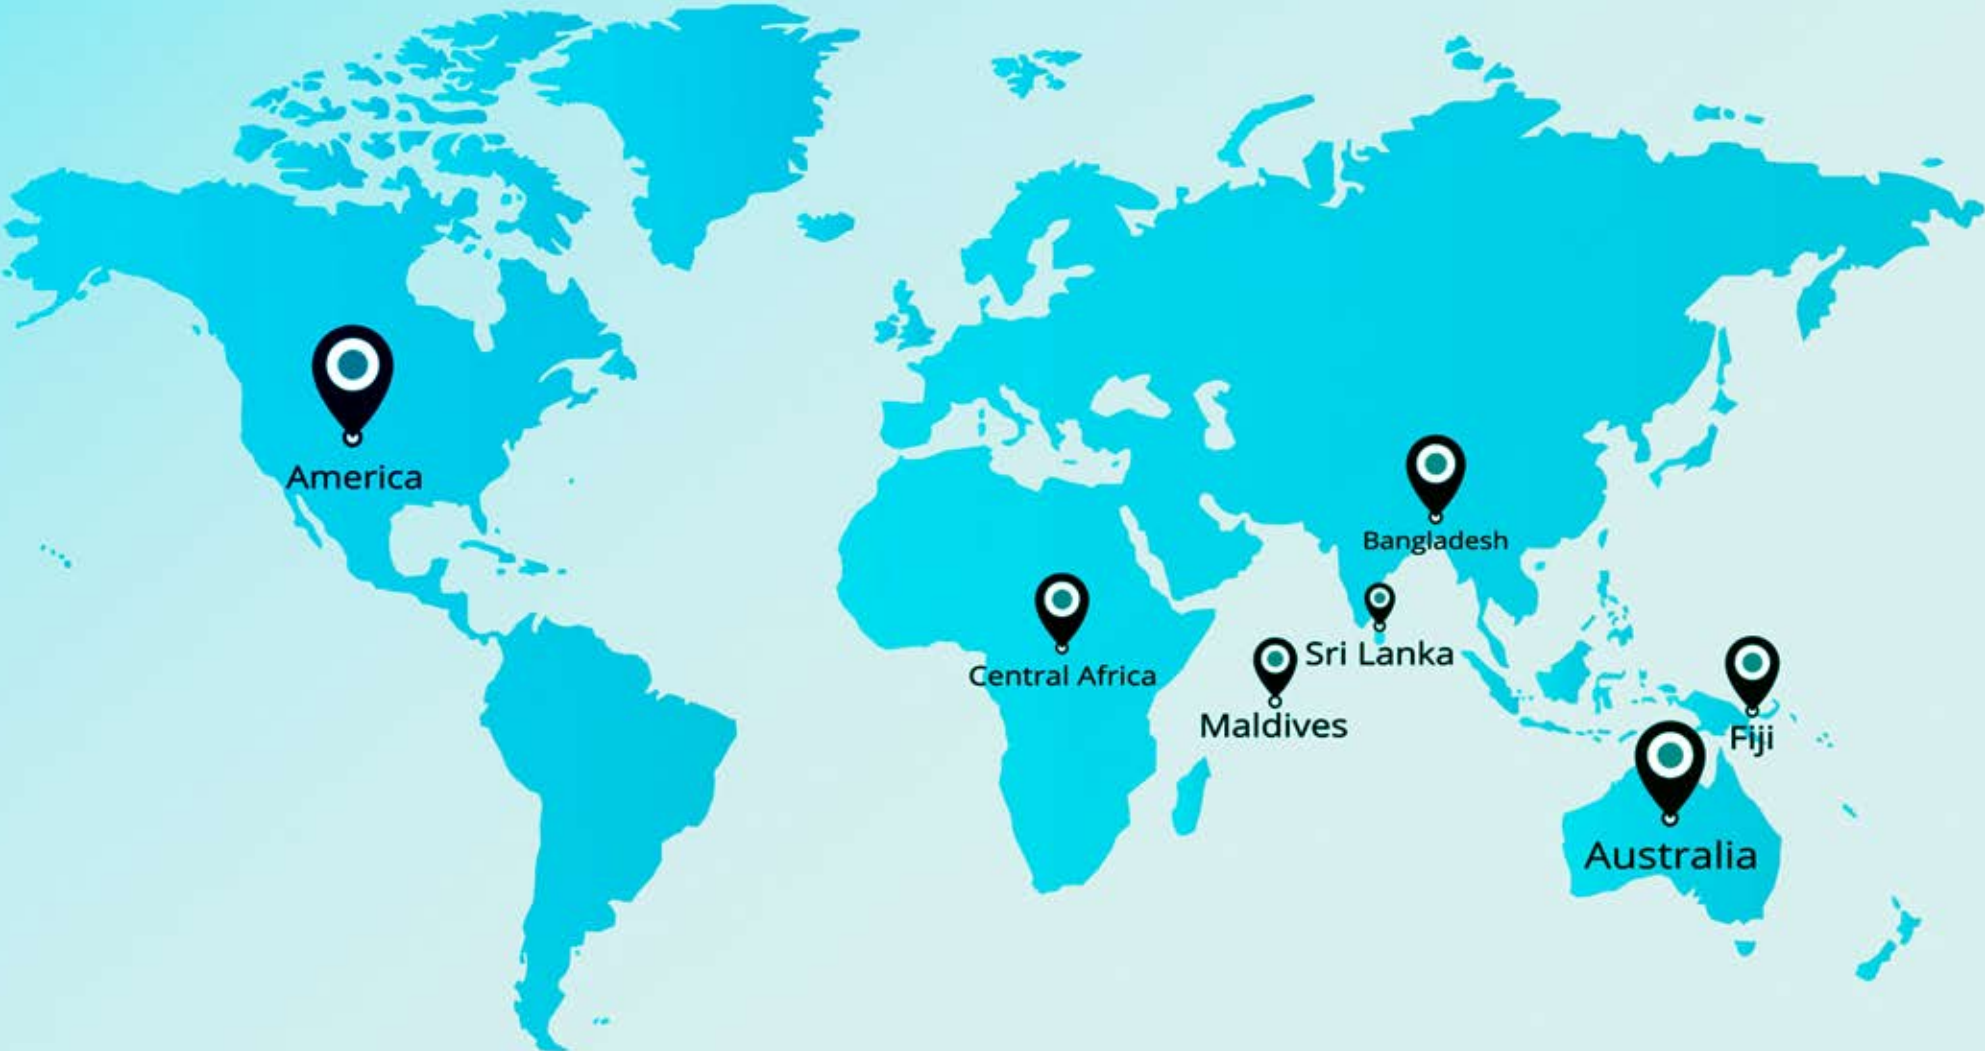 America
Bangladesh
Sri Lanka
Central Africa
Maldives
Fiji
Australia